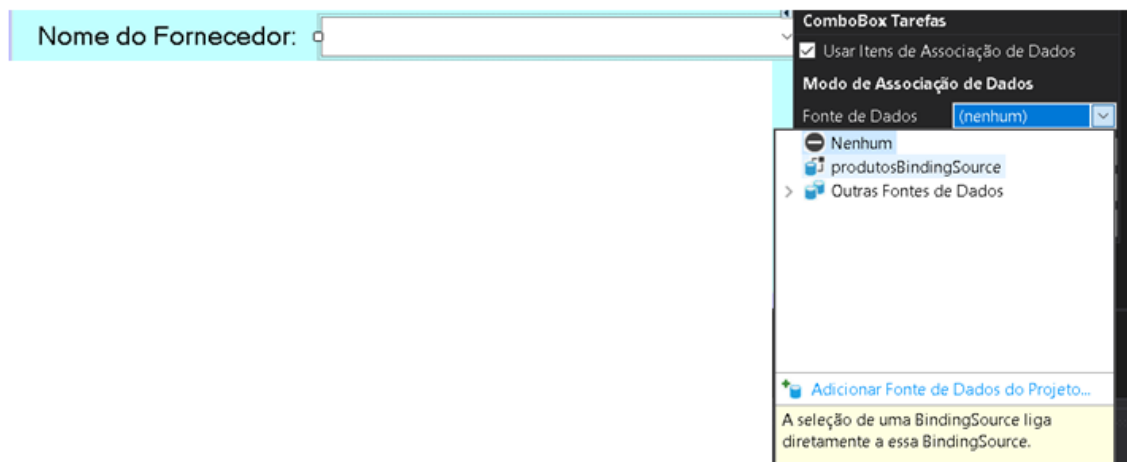 Nome do Fornecedor:
ComboBox Tarefas
Usar Itens de Associação de Dados
Modo de Associação de Dados
Fonte de Dados (nenhum)
Nenhum
produtosBindingSource
Outras Fontes de Dados
Adicionar Fonte de Dados do Projeto...
A seleção de uma BindingSource liga
diretamente a essa BindingSource.